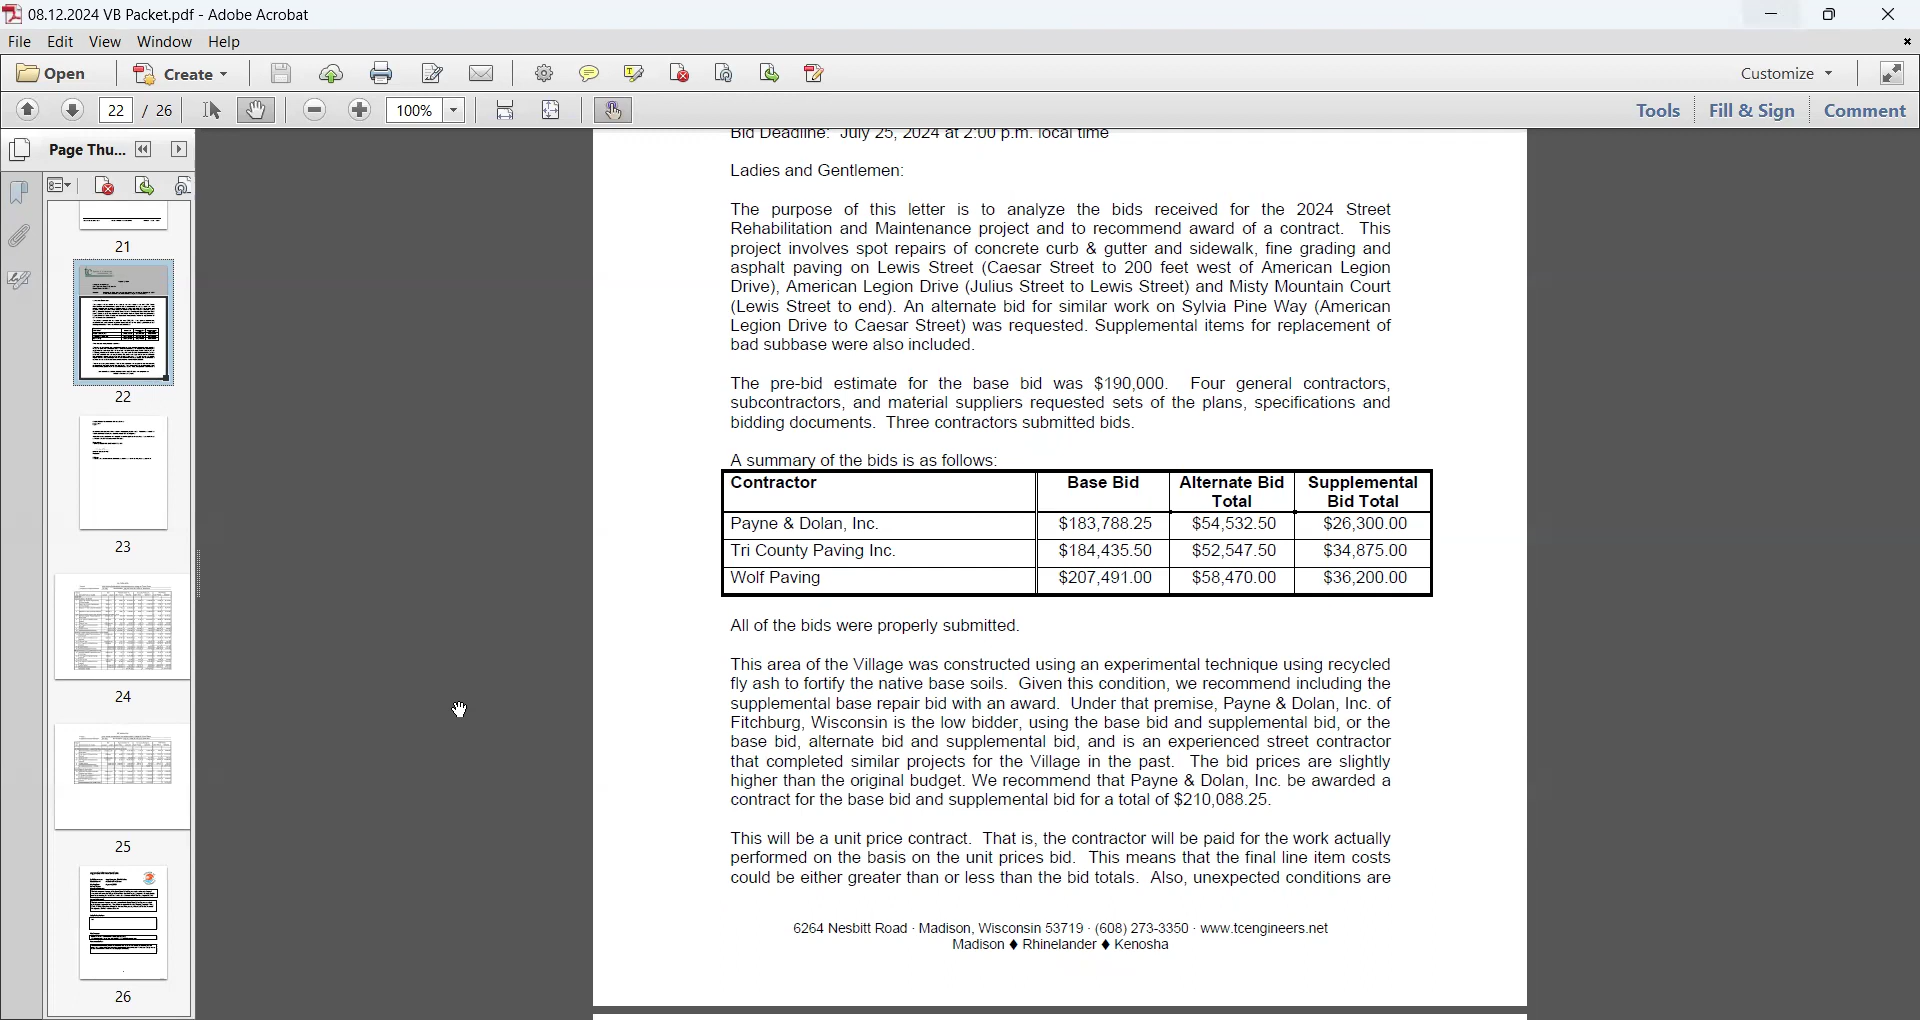 08.12.2024 VB Packet.pdf - Adobe Acrobat
File Edit View Window Help
Open Create Customize
22 / 26 100% Tools Fill & Sign Comment
Page Thu...
21
22
23
24
25
26
Bid Deadline: July 25, 2024 at 2:00 p.m. local time
Ladies and Gentlemen:
The purpose of this letter is to analyze the bids received for the 2024 Street
Rehabilitation and Maintenance project and to recommend award of a contract. This
project involves spot repairs of concrete curb & gutter and sidewalk, fine grading and
asphalt paving on Lewis Street (Caesar Street to 200 feet west of American Legion
Drive), American Legion Drive (Julius Street to Lewis Street) and Misty Mountain Court
(Lewis Street to end). An alternate bid for similar work on Sylvia Pine Way (American
Legion Drive to Caesar Street) was requested. Supplemental items for replacement of
bad subbase were also included.
The pre-bid estimate for the base bid was $190,000. Four general contractors,
subcontractors, and material suppliers requested sets of the plans, specifications and
bidding documents. Three contractors submitted bids.
A summary of the bids is as follows:
Contractor Base Bid Alternate Bid Supplemental
Total Bid Total
Payne & Dolan, Inc. $183,788.25 $54,532.50 $26,300.00
Tri County Paving Inc. $184,435.50 $52,547.50 $34,875.00
Wolf Paving $207,491.00 $58,470.00 $36,200.00
All of the bids were properly submitted.
This area of the Village was constructed using an experimental technique using recycled
fly ash to fortify the native base soils. Given this condition, we recommend including the
supplemental base repair bid with an award. Under that premise, Payne & Dolan, Inc. of
Fitchburg, Wisconsin is the low bidder, using the base bid and supplemental bid, or the
base bid, alternate bid and supplemental bid, and is an experienced street contractor
that completed similar projects for the Village in the past. The bid prices are slightly
higher than the original budget. We recommend that Payne & Dolan, Inc. be awarded a
contract for the base bid and supplemental bid for a total of $210,088.25.
This will be a unit price contract. That is, the contractor will be paid for the work actually
performed on the basis on the unit prices bid. This means that the final line item costs
could be either greater than or less than the bid totals. Also, unexpected conditions are
6264 Nesbitt Road · Madison, Wisconsin 53719 · (608) 273-3350 · www.tcengineers.net
Madison ♦ Rhinelander ♦ Kenosha